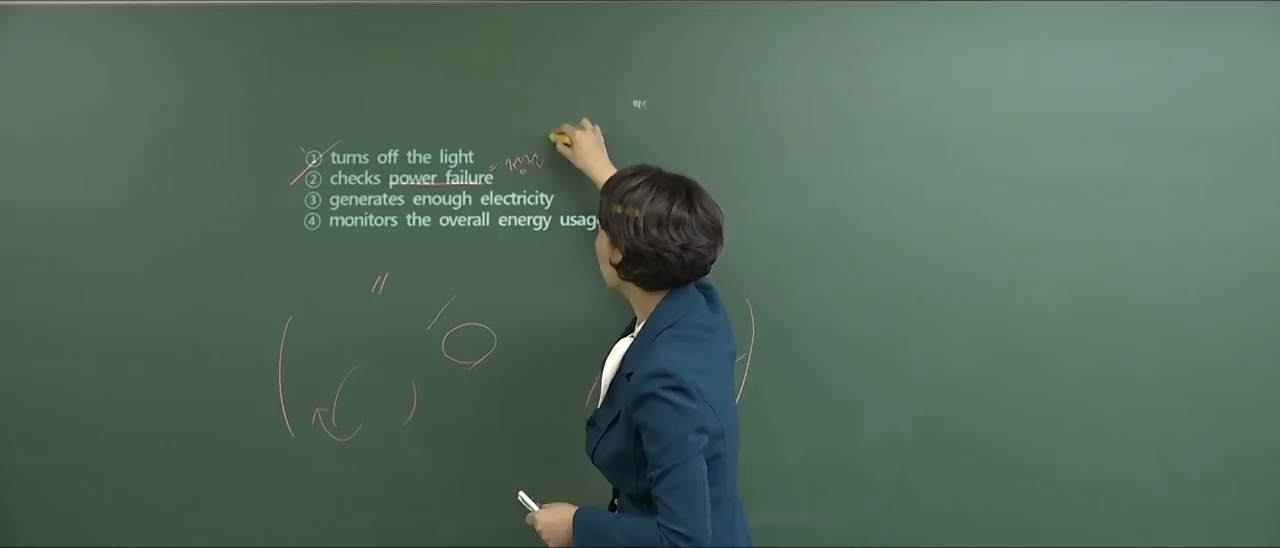 ① turns off the light
② checks power failure
③ generates enough electricity
④ monitors the overall energy usag